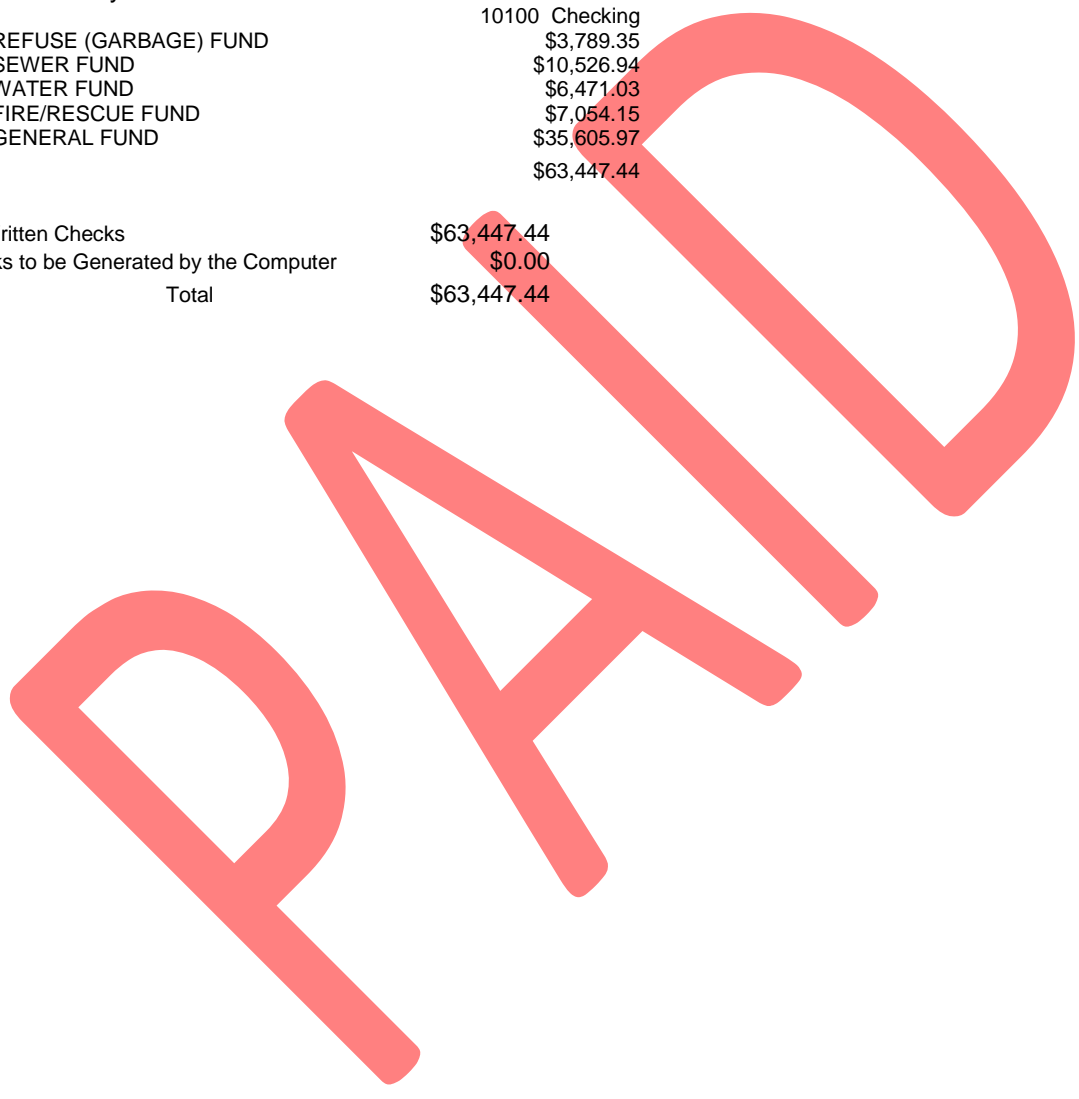 10100 Checking
REFUSE (GARBAGE) FUND $3,789.35
SEWER FUND $10,526.94
WATER FUND $6,471.03
FIRE/RESCUE FUND $7,054.15
GENERAL FUND $35,605.97
$63,447.44
ritten Checks $63,447.44
ks to be Generated by the Computer $0.00
Total $63,447.44
PAID